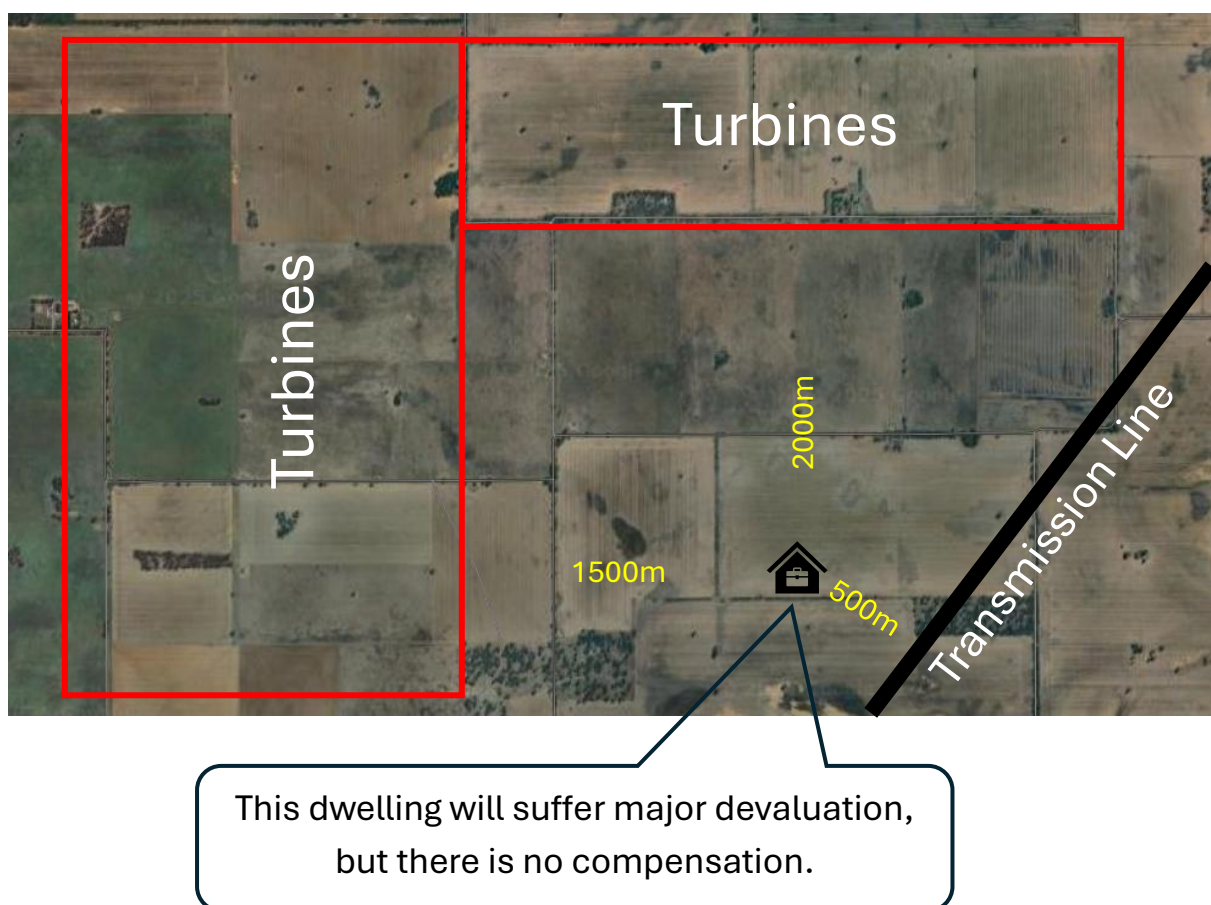 Turbines
Turbines
2000m
1500m
500m
Transmission Line
This dwelling will suffer major devaluation,
but there is no compensation.